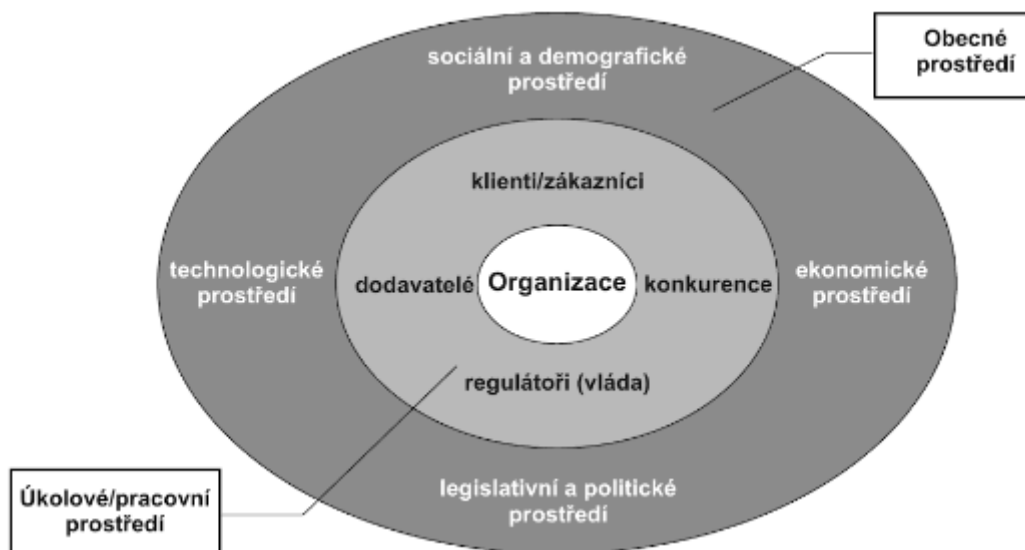 Obecné
prostředí
sociální a demografické
prostředí
klienti/zákazníci
technologické
prostředí
dodavatelé
Organizace
konkurence
ekonomické
prostředí
regulátoři (vláda)
Úkolové/pracovní
prostředí
legislativní a politické
prostředí